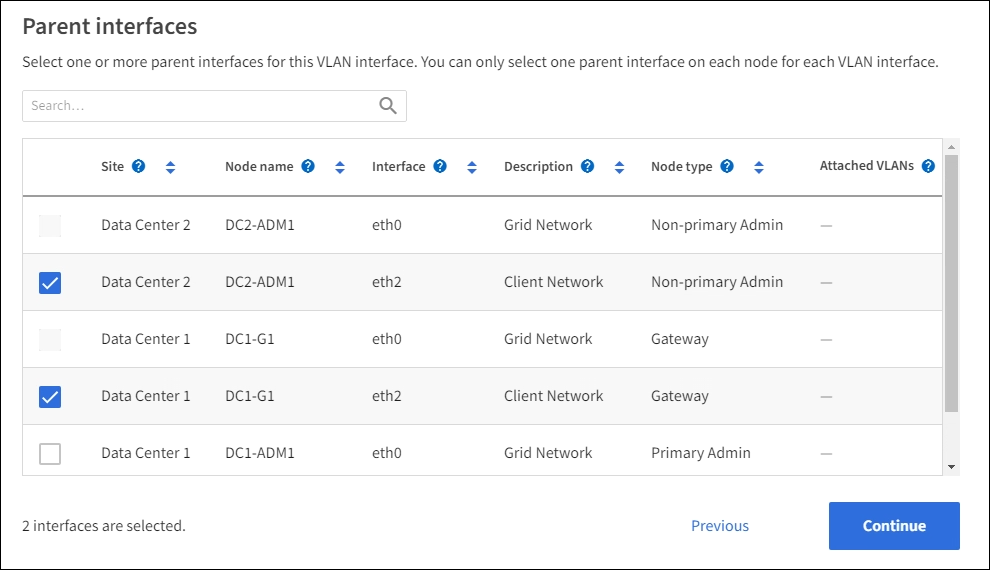 Parent interfaces
Select one or more parent interfaces for this VLAN interface. You can only select one parent interface on each node for each VLAN interface.
Search...
Site ? Node name ? Interface ? Description ? Node type ? Attached VLANs ?
Data Center 2 DC2-ADM1 eth0 Grid Network Non-primary Admin —
Data Center 2 DC2-ADM1 eth2 Client Network Non-primary Admin —
Data Center 1 DC1-G1 eth0 Grid Network Gateway —
Data Center 1 DC1-G1 eth2 Client Network Gateway —
Data Center 1 DC1-ADM1 eth0 Grid Network Primary Admin —
2 interfaces are selected. Previous Continue